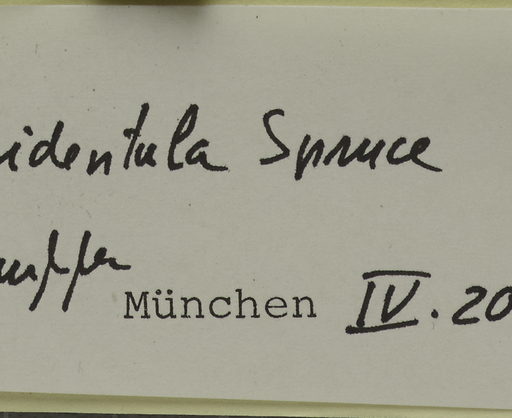 identula Spruce
München IV. 20